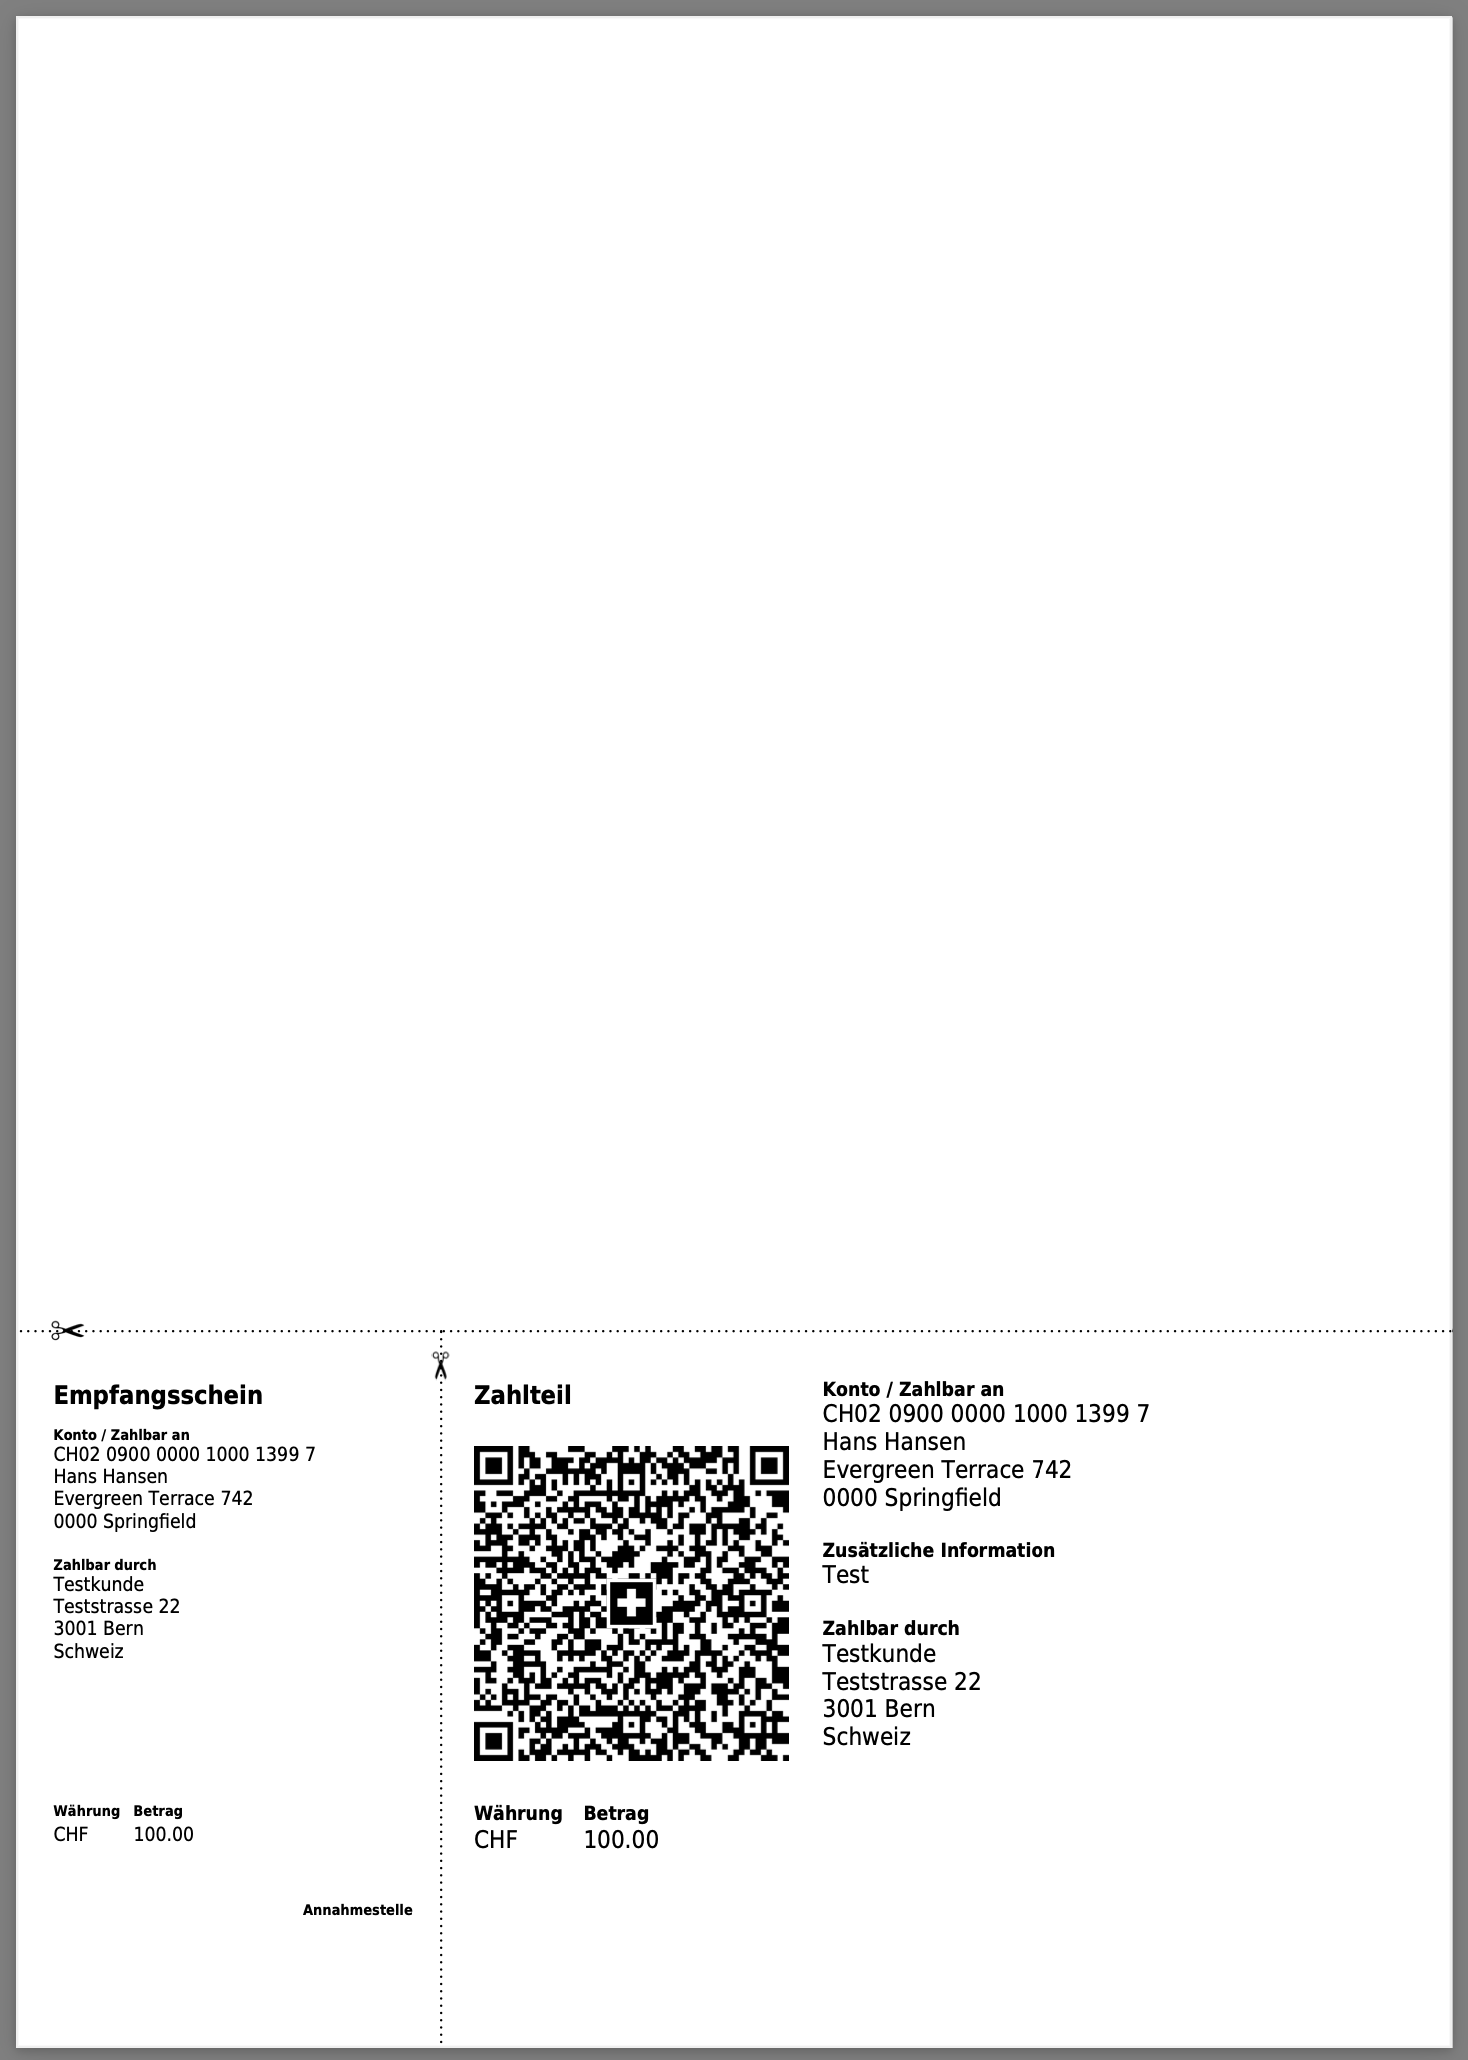 Empfangsschein
Konto / Zahlbar an
CH02 0900 0000 1000 1399 7
Hans Hansen
Evergreen Terrace 742
0000 Springfield
Zahlbar durch
Testkunde
Teststrasse 22
3001 Bern
Schweiz
Währung Betrag
CHF 100.00
Annahmestelle
Zahlteil
Währung Betrag
CHF 100.00
Konto / Zahlbar an
CH02 0900 0000 1000 1399 7
Hans Hansen
Evergreen Terrace 742
0000 Springfield
Zusätzliche Information
Test
Zahlbar durch
Testkunde
Teststrasse 22
3001 Bern
Schweiz